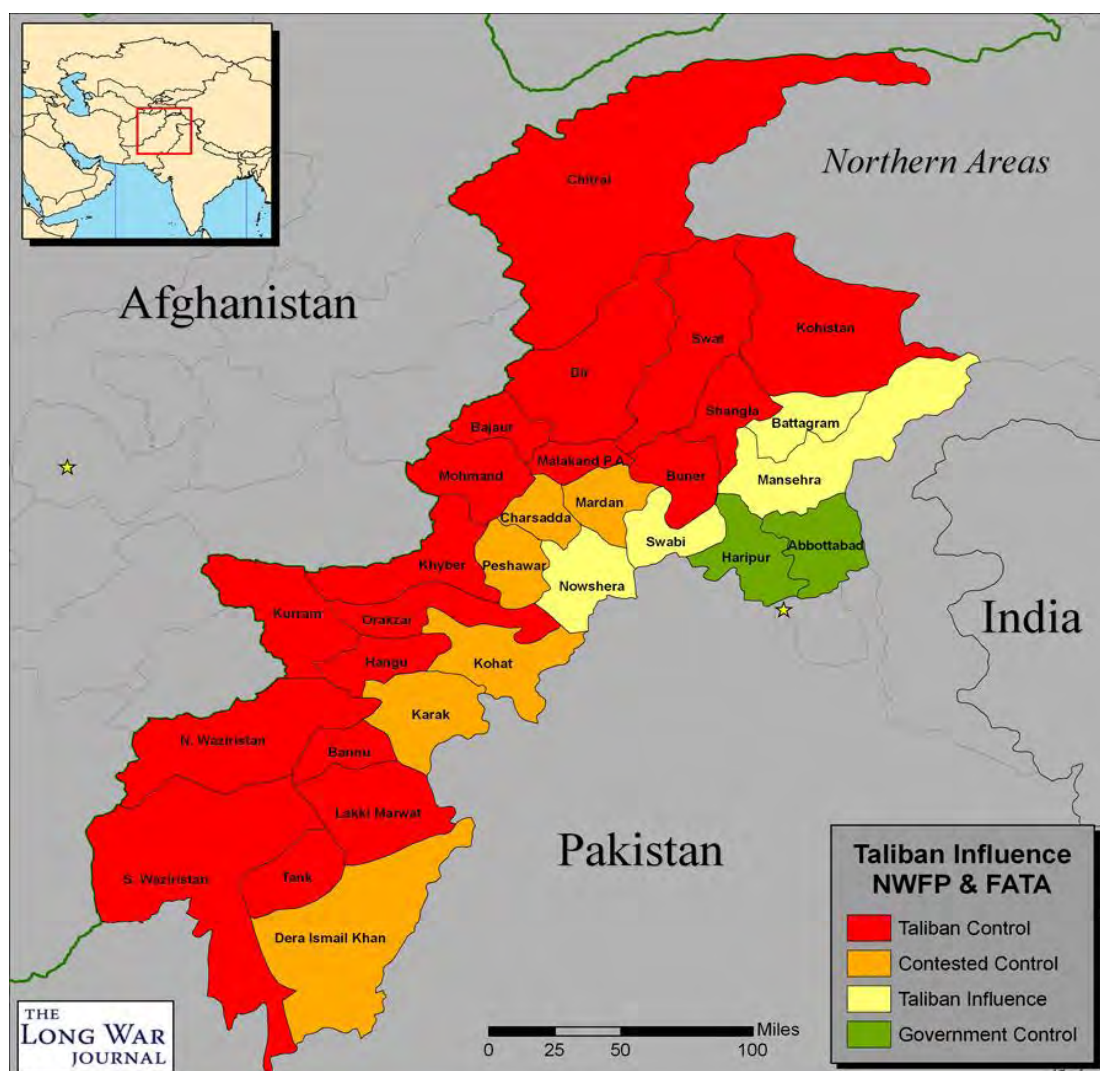 Northern Areas
Chitral
Afghanistan
Kohistan
Swat
Dir
Shangla
Bajaur
Battagram
Malakand P.A.
Mohmand
Buner
Mansehra
Mardan
Charsadda
Swabi
Abbottabad
Haripur
Khyber
Peshawar
Nowshera
Kurram
Orakzar
India
Hangu
Kohat
Karak
N. Waziristan
Bannu
Lakki Marwat
Pakistan
Tank
S. Waziristan
Dera Ismail Khan
Taliban Influence
NWFP & FATA
Taliban Control
Contested Control
Taliban Influence
Government Control
THE
LONG WAR
JOURNAL
Miles
0 25 50 100